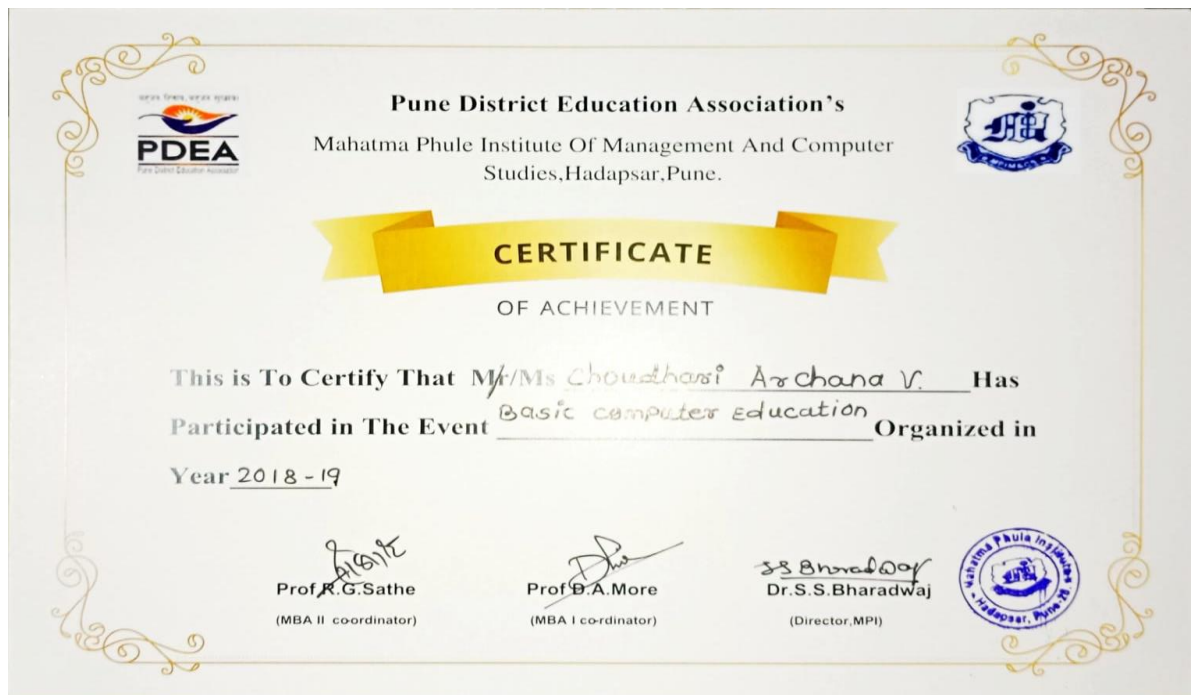 Pune District Education Association's
PDEA
Pune District Education Association
Mahatma Phule Institute Of Management And Computer
Studies,Hadapsar,Pune.
CERTIFICATE
OF ACHIEVEMENT
This is To Certify That Mr/Ms Choudhari Archana V. Has
Participated in The Event Basic computer Education Organized in
Year 2018-19
SS Bharadwaj
Prof.R.G.Sathe
Prof D.A.More
Dr.S.S.Bharadwaj
(MBA II coordinator)
(MBA I co-rdinator)
(Director,MPI)
Mahatma Phula Institute
Hadapsar, Pune-28.